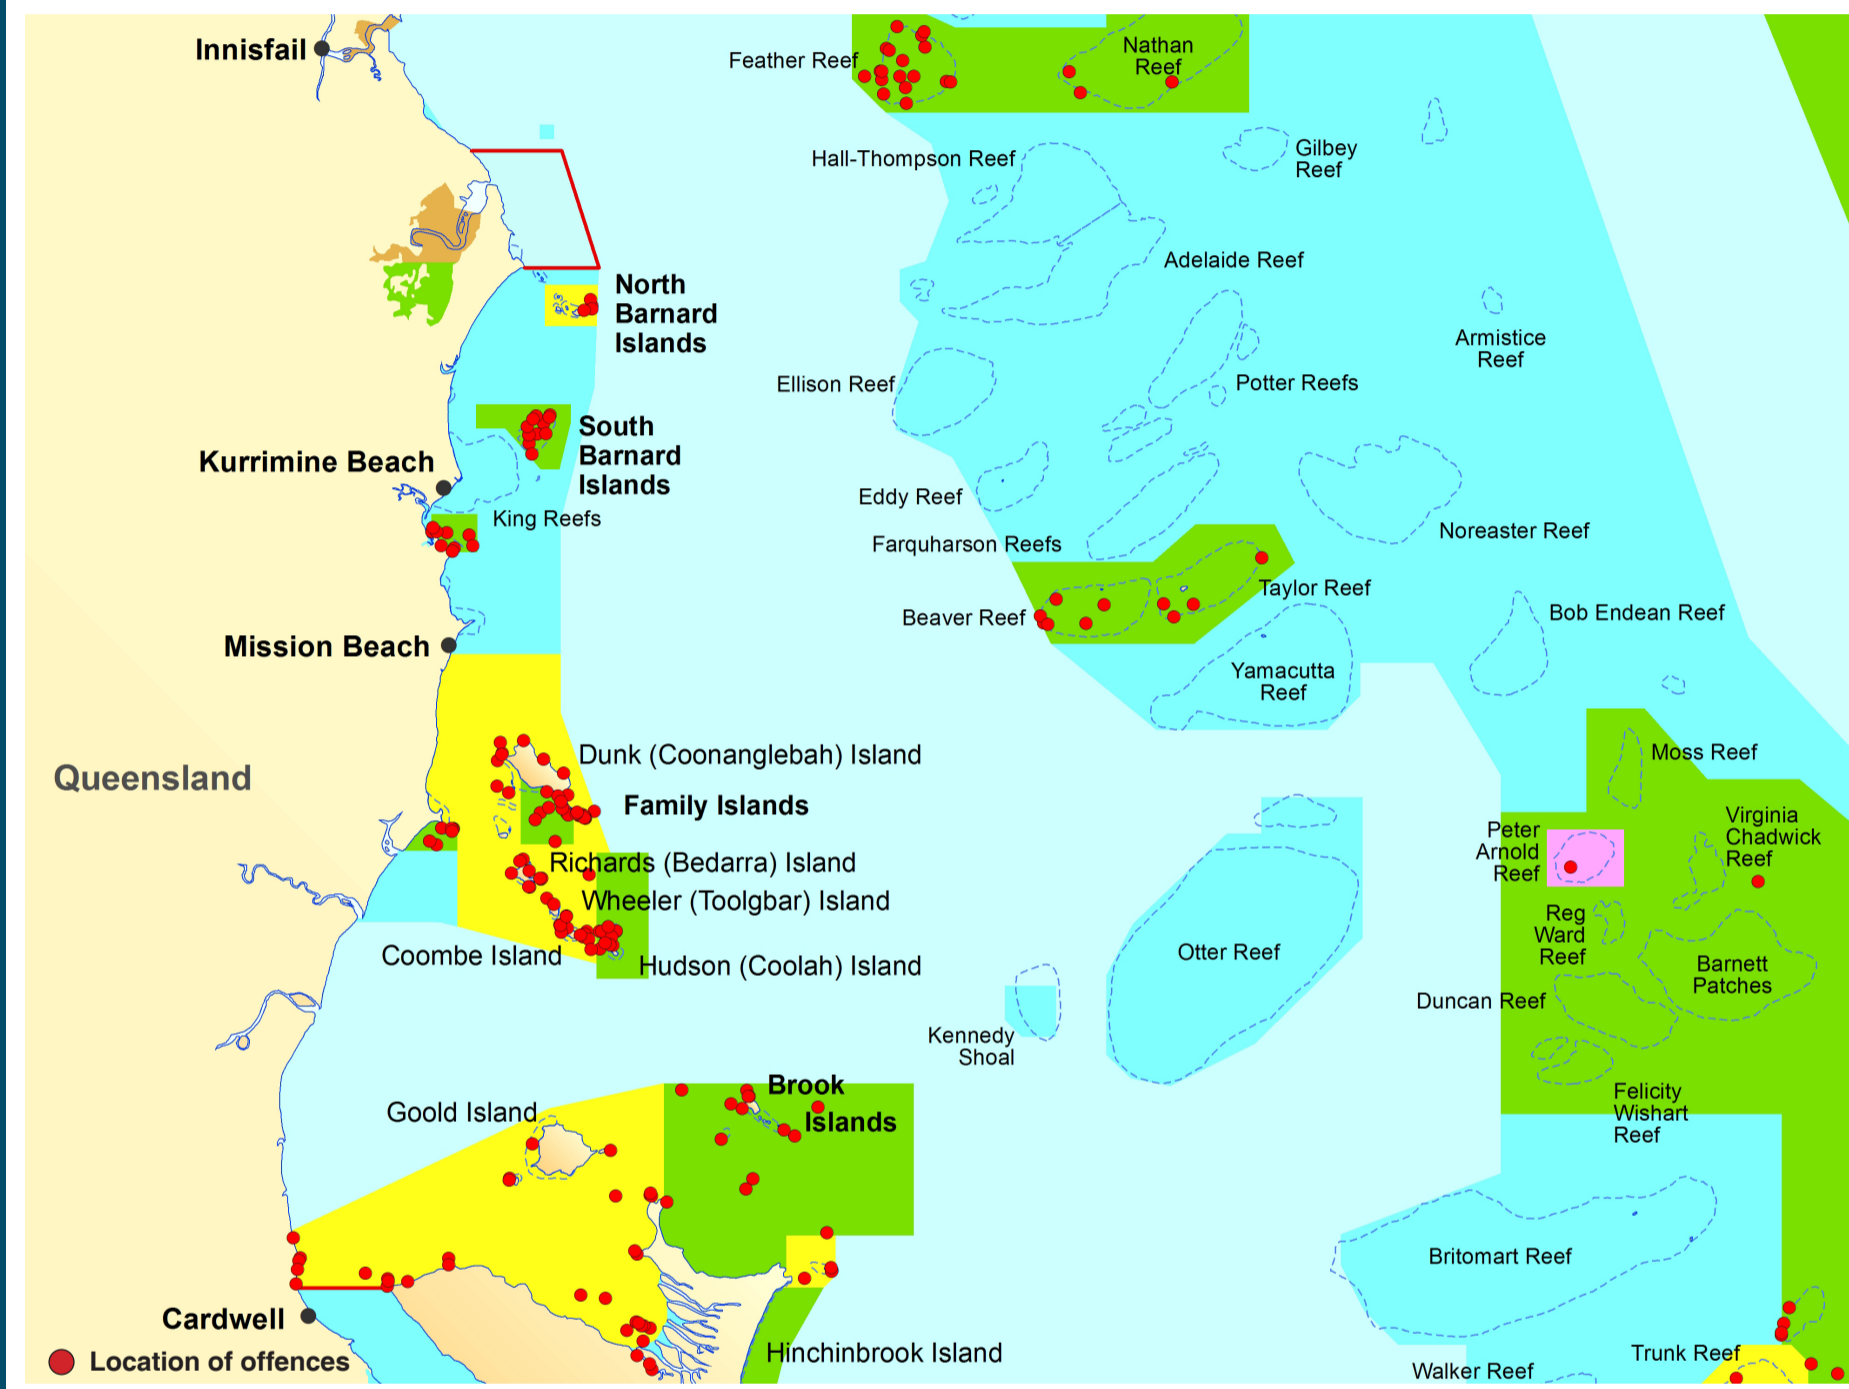 Innisfail
Feather Reef
Nathan
Reef
Hall-Thompson Reef
Gilbey
Reef
Adelaide Reef
North
Barnard
Islands
Armistice
Reef
Ellison Reef
Potter Reefs
South
Barnard
Islands
Kurrimine Beach
Eddy Reef
King Reefs
Noreaster Reef
Farquharson Reefs
Taylor Reef
Beaver Reef
Bob Endean Reef
Mission Beach
Yamacutta
Reef
Dunk (Coonanglebah) Island
Moss Reef
Queensland
Family Islands
Virginia
Chadwick
Reef
Peter
Arnold
Reef
Richards (Bedarra) Island
Wheeler (Toolgbar) Island
Reg
Ward
Reef
Coombe Island
Hudson (Coolah) Island
Otter Reef
Barnett
Patches
Duncan Reef
Kennedy
Shoal
Brook
Islands
Goold Island
Felicity
Wishart
Reef
Britomart Reef
Cardwell
Location of offences
Hinchinbrook Island
Trunk Reef
Walker Reef